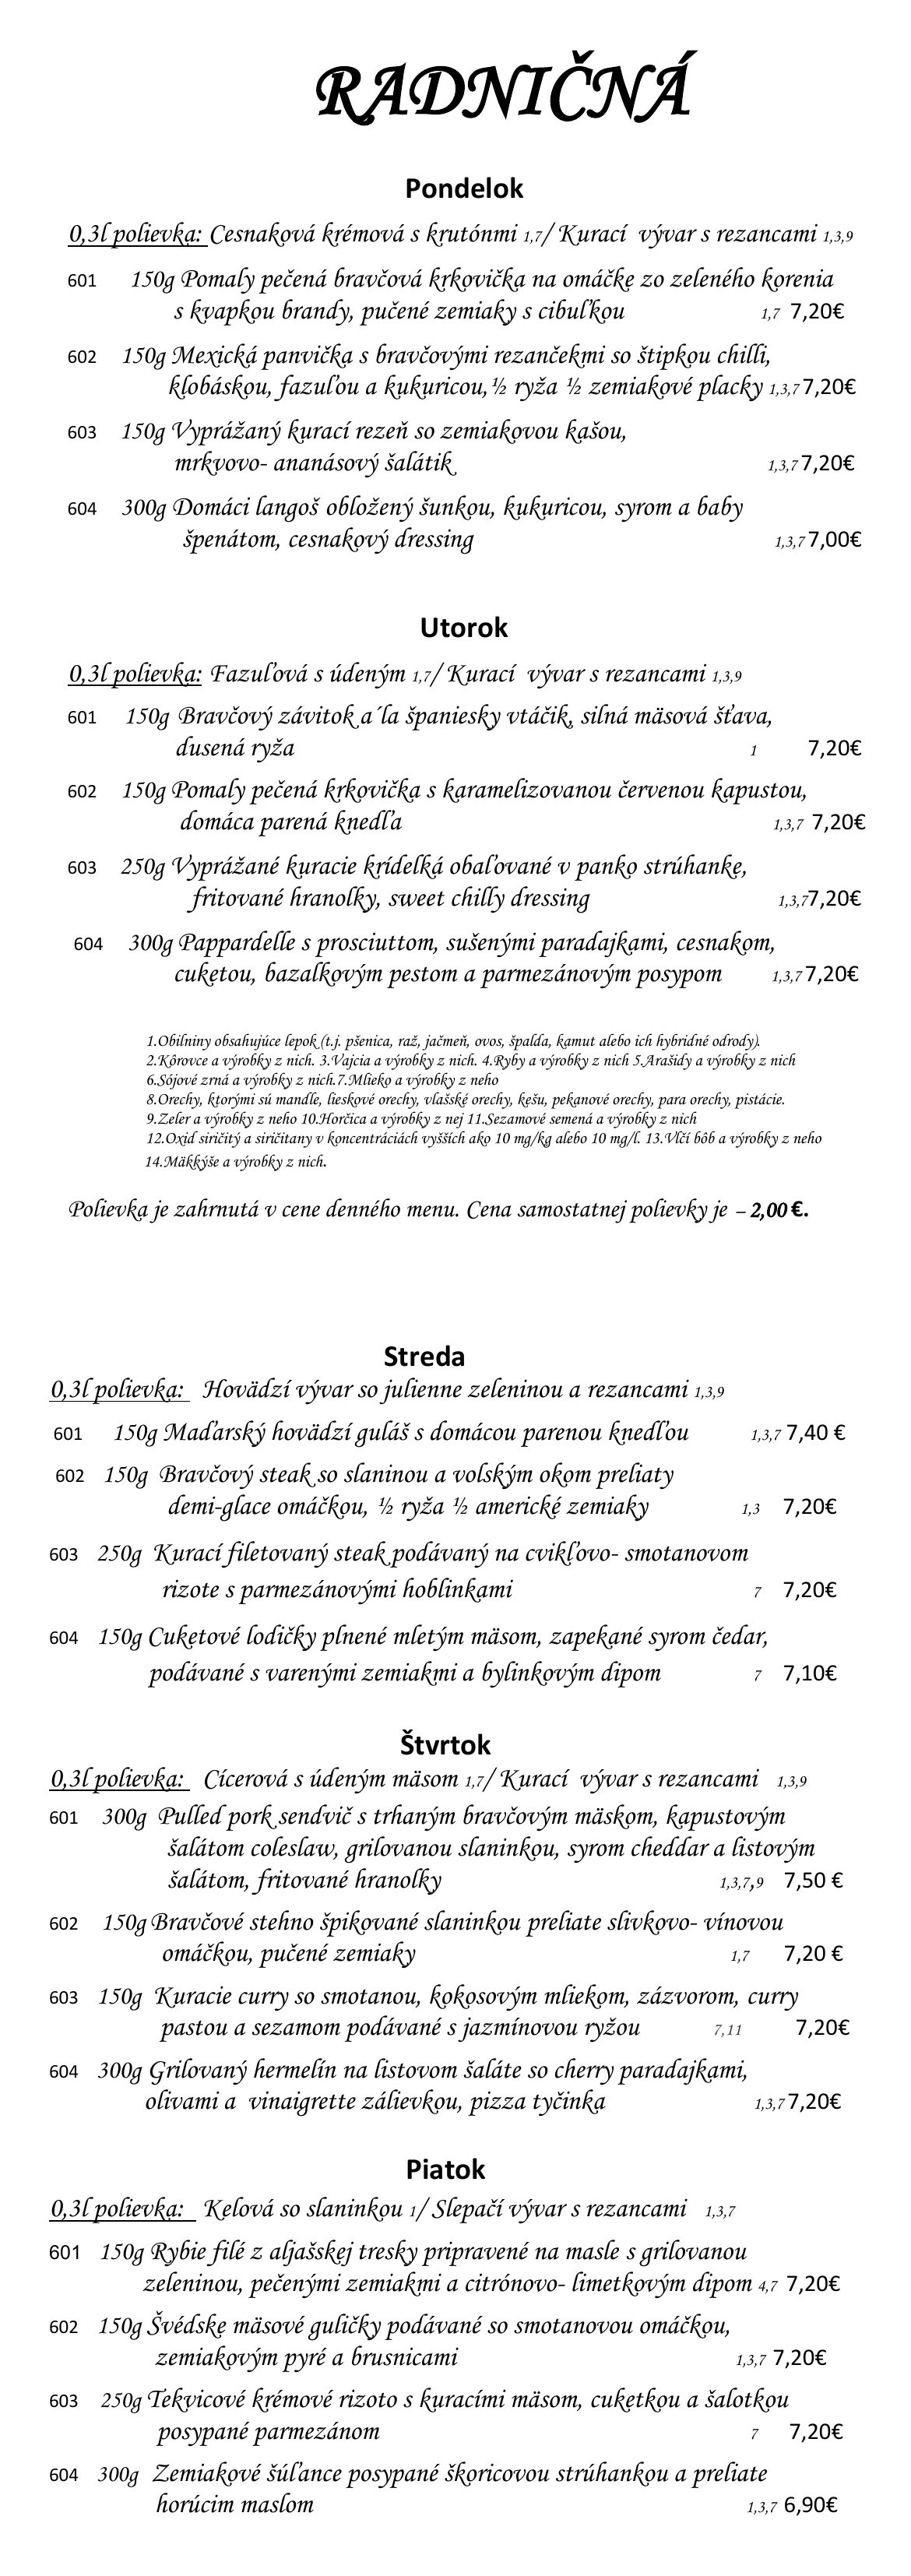 RADNIČNÁ
Pondelok
0,3l polievka: Cesnaková krémová s krutónmi 1,7/ Kurací vývar s rezancami 1,3,9
601 150g Pomaly pečená bravčová krkovička na omáčke zo zeleného korenia
s kvapkou brandy, pučené zemiaky s cibuľkou 1,7 7,20€
602 150g Mexická panvička s bravčovými rezančekmi so štipkou chilli,
klobáskou, fazuľou a kukuricou,½ ryža ½ zemiakové placky 1,3,7 7,20€
603 150g Vyprážaný kurací rezeň so zemiakovou kašou,
mrkvovo- ananásový šalátik 1,3,7 7,20€
604 300g Domáci langoš obložený šunkou, kukuricou, syrom a baby
špenátom, cesnakový dressing 1,3,7 7,00€
Utorok
0,3l polievka: Fazuľová s údeným 1,7/ Kurací vývar s rezancami 1,3,9
601 150g Bravčový závitok a´la španiesky vtáčik, silná mäsová šťava,
dusená ryža 1 7,20€
602 150g Pomaly pečená krkovička s karamelizovanou červenou kapustou,
domáca parená knedľa 1,3,7 7,20€
603 250g Vyprážané kuracie krídelká obaľované v panko strúhanke,
fritované hranolky, sweet chilly dressing 1,3,7 7,20€
604 300g Pappardelle s prosciuttom, sušenými paradajkami, cesnakom,
cuketou, bazalkovým pestom a parmezánovým posypom 1,3,7 7,20€
1.Obilniny obsahujúce lepok (t.j. pšenica, raž, jačmeň, ovos, špalda, kamut alebo ich hybridné odrody).
2.Kôrovce a výrobky z nich. 3.Vajcia a výrobky z nich. 4.Ryby a výrobky z nich 5.Arašidy a výrobky z nich
6.Sójové zrná a výrobky z nich.7.Mlieko a výrobky z neho
8.Orechy, ktorými sú mandle, lieskové orechy, vlašské orechy, kešu, pekanové orechy, para orechy, pistácie.
9.Zeler a výrobky z neho 10.Horčica a výrobky z nej 11.Sezamové semená a výrobky z nich
12.Oxid siričitý a siričitany v koncentráciách vyšších ako 10 mg/kg alebo 10 mg/l. 13.Vlčí bôb a výrobky z neho
14.Mäkkýše a výrobky z nich.
Polievka je zahrnutá v cene denného menu. Cena samostatnej polievky je – 2,00 €.
Streda
0,3l polievka: Hovädzí vývar so julienne zeleninou a rezancami 1,3,9
601 150g Maďarský hovädzí guláš s domácou parenou knedľou 1,3,7 7,40 €
602 150g Bravčový steak so slaninou a volským okom preliaty
demi-glace omáčkou, ½ ryža ½ americké zemiaky 1,3 7,20€
603 250g Kurací filetovaný steak podávaný na cvikľovo- smotanovom
rizote s parmezánovými hoblinkami 7 7,20€
604 150g Cuketové lodičky plnené mletým mäsom, zapekané syrom čedar,
podávané s varenými zemiakmi a bylinkovým dipom 7 7,10€
Štvrtok
0,3l polievka: Cícerová s údeným mäsom 1,7/ Kurací vývar s rezancami 1,3,9
601 300g Pulled pork sendvič s trhaným bravčovým mäskom, kapustovým
šalátom coleslaw, grilovanou slaninkou, syrom cheddar a listovým
šalátom, fritované hranolky 1,3,7,9 7,50 €
602 150g Bravčové stehno špikované slaninkou preliate slivkovo- vínovou
omáčkou, pučené zemiaky 1,7 7,20 €
603 150g Kuracie curry so smotanou, kokosovým mliekom, zázvorom, curry
pastou a sezamom podávané s jazmínovou ryžou 7,11 7,20€
604 300g Grilovaný hermelín na listovom šaláte so cherry paradajkami,
olivami a vinaigrette zálievkou, pizza tyčinka 1,3,7 7,20€
Piatok
0,3l polievka: Kelová so slaninkou 1/ Slepačí vývar s rezancami 1,3,7
601 150g Rybie filé z aljašskej tresky pripravené na masle s grilovanou
zeleninou, pečenými zemiakmi a citrónovo- limetkovým dipom 4,7 7,20€
602 150g Švédske mäsové guličky podávané so smotanovou omáčkou,
zemiakovým pyré a brusnicami 1,3,7 7,20€
603 250g Tekvicové krémové rizoto s kuracími mäsom, cuketkou a šalotkou
posypané parmezánom 7 7,20€
604 300g Zemiakové šúľance posypané škoricovou strúhankou a preliate
horúcim maslom 1,3,7 6,90€